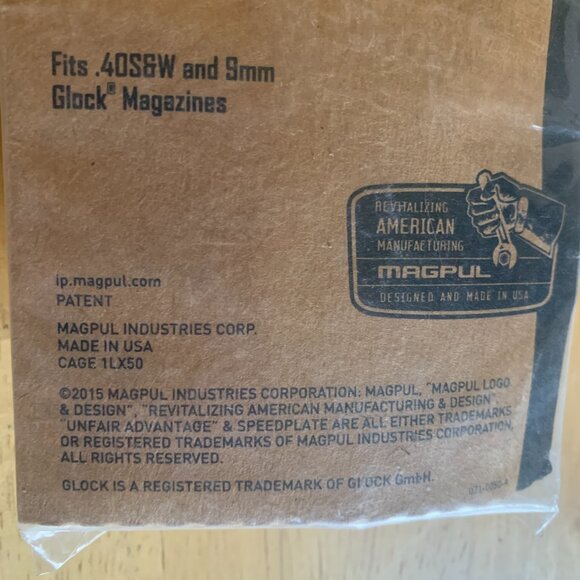 Fits .40S&W and 9mm
Glock® Magazines
REVITALIZING
AMERICAN
MANUFACTURING
MAGPUL
DESIGNED AND MADE IN USA
ip.magpul.com
PATENT
MAGPUL INDUSTRIES CORP.
MADE IN USA
CAGE 1LX50
©2015 MAGPUL INDUSTRIES CORPORATION: MAGPUL, "MAGPUL LOGO
& DESIGN", "REVITALIZING AMERICAN MANUFACTURING & DESIGN",
"UNFAIR ADVANTAGE" & SPEEDPLATE ARE ALL EITHER TRADEMARKS
OR REGISTERED TRADEMARKS OF MAGPUL INDUSTRIES CORPORATION,
ALL RIGHTS RESERVED.
GLOCK IS A REGISTERED TRADEMARK OF GLOCK GmbH.